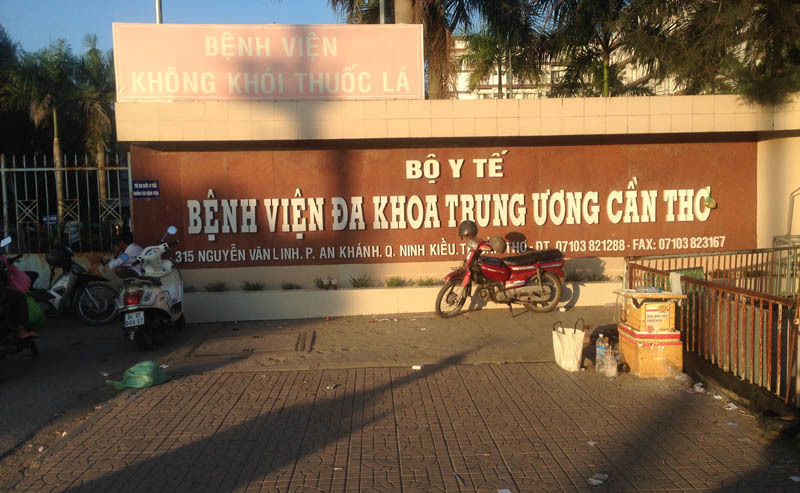 BỆNH VIỆN
KHÔNG KHÓI THUỐC LÁ
BỘ Y TẾ
BỆNH VIỆN ĐA KHOA TRUNG ƯƠNG CẦN THƠ
315 NGUYỄN VĂN LINH. P. AN KHÁNH. Q. NINH KIỀU. THƠ - ĐT. 07103 821288 - FAX: 07103 823167